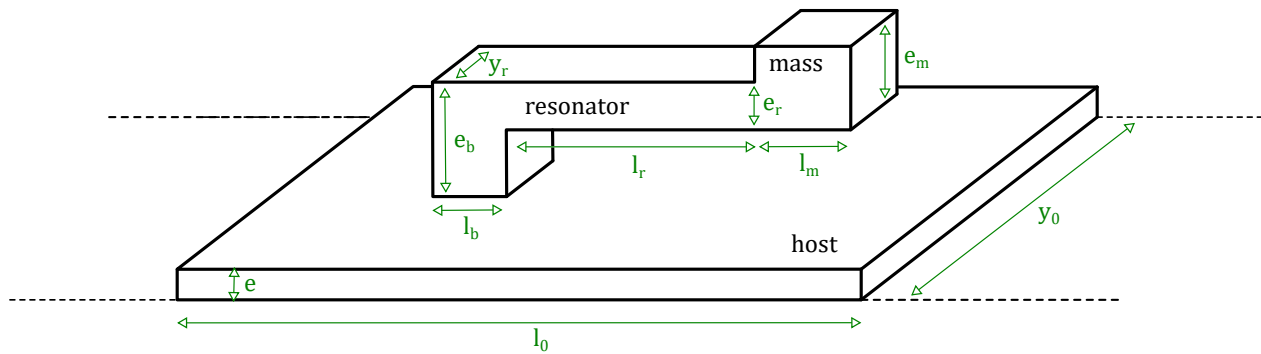 mass
e_m
y_r
resonator
e_r
e_b
l_r
l_m
l_b
y_0
host
e
l_0